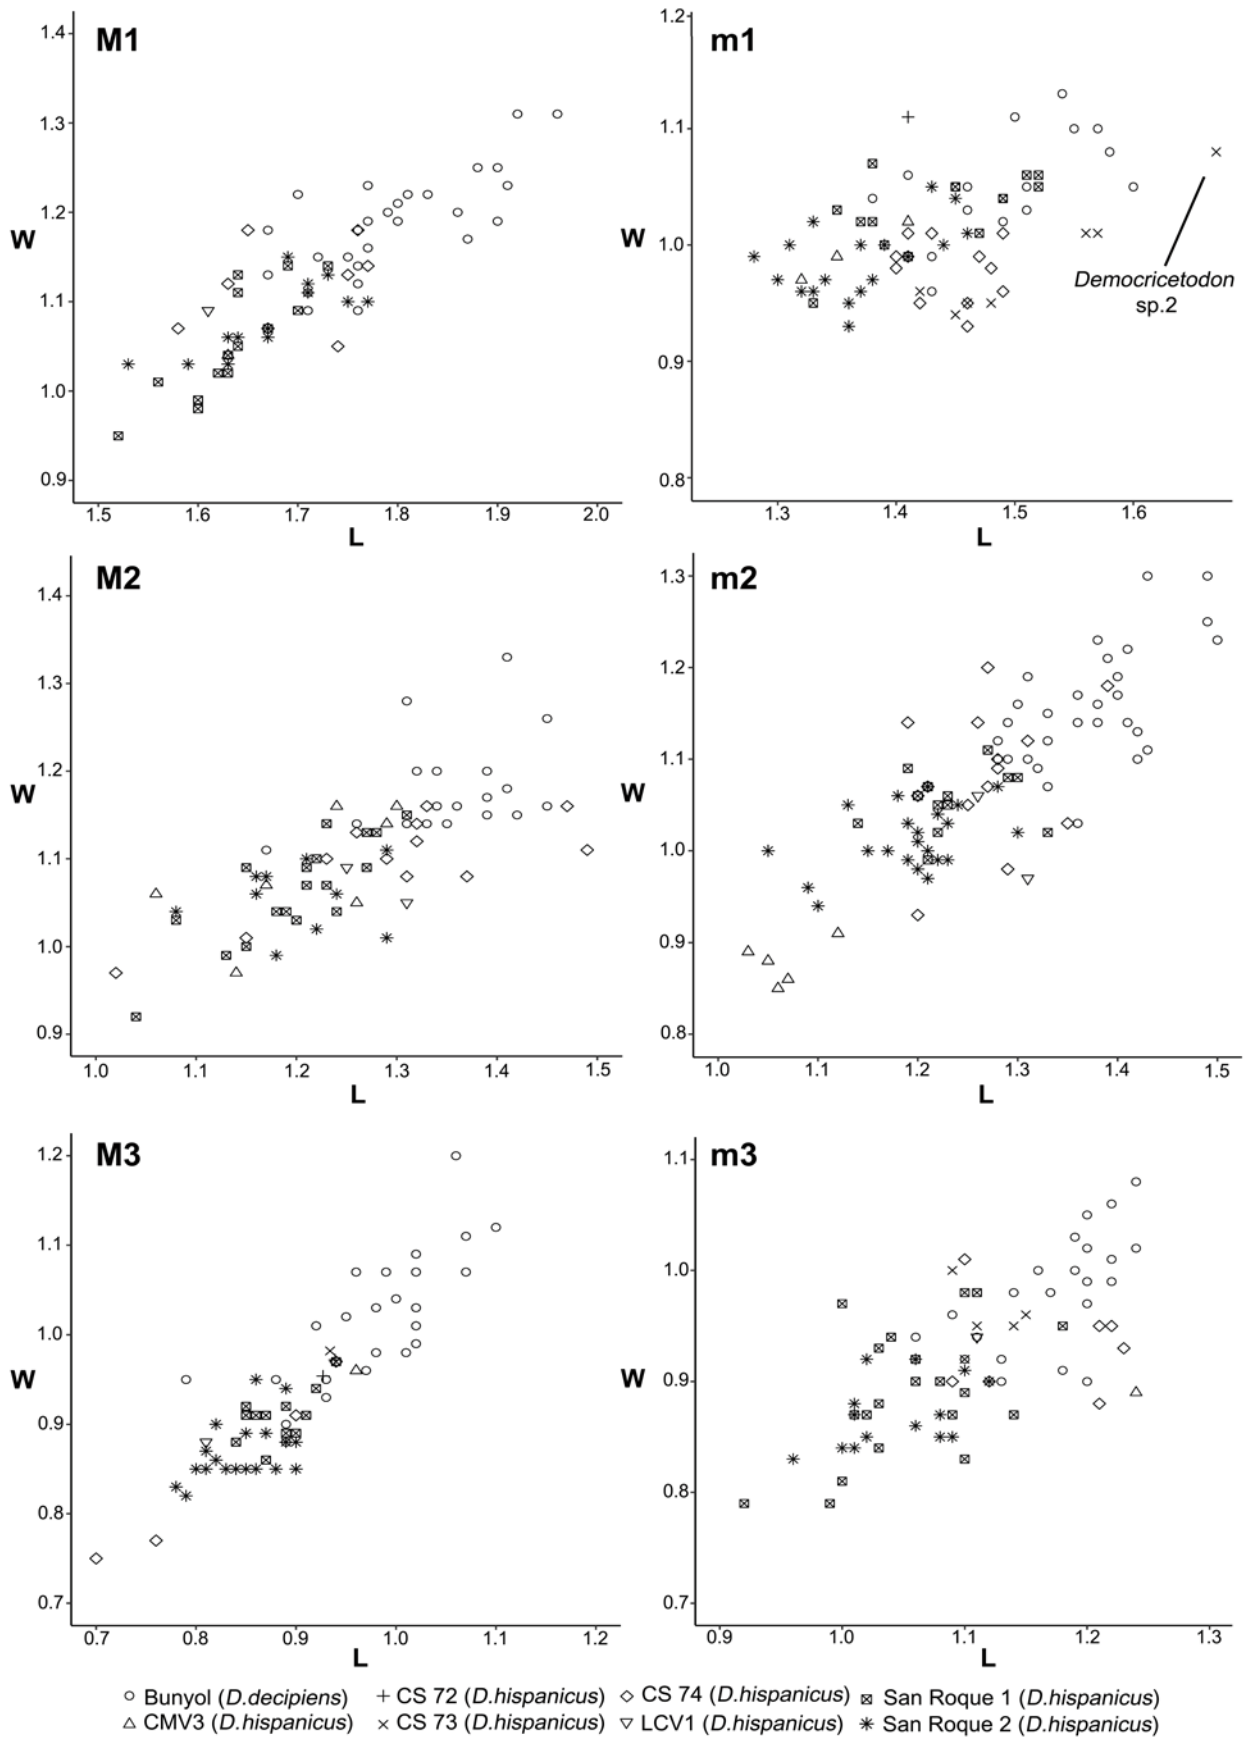 M1
1.4
1.3
1.2
1.1
1.0
0.9
W
1.5 1.6 1.7 1.8 1.9 2.0
L
m1
1.2
1.1
1.0
0.9
0.8
W
1.3 1.4 1.5 1.6
L
Democricetodon
sp.2
M2
1.4
1.3
1.2
1.1
1.0
0.9
W
1.0 1.1 1.2 1.3 1.4 1.5
L
m2
1.3
1.2
1.1
1.0
0.9
0.8
W
1.0 1.1 1.2 1.3 1.4 1.5
L
M3
1.2
1.1
1.0
0.9
0.8
0.7
W
0.7 0.8 0.9 1.0 1.1 1.2
L
m3
1.1
1.0
0.9
0.8
0.7
W
0.9 1.0 1.1 1.2 1.3
L
Bunyol (D.decipiens) CS 72 (D.hispanicus) CS 74 (D.hispanicus) San Roque 1 (D.hispanicus)
CMV3 (D.hispanicus) CS 73 (D.hispanicus) LCV1 (D.hispanicus) San Roque 2 (D.hispanicus)